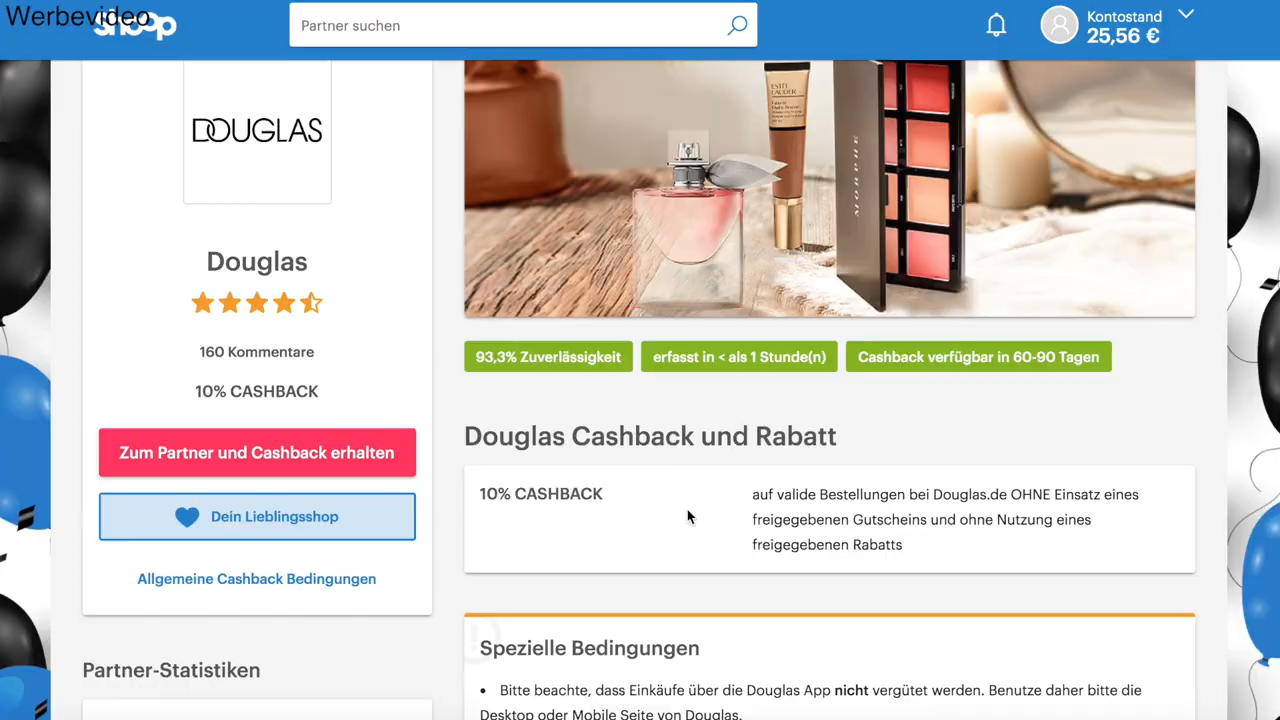 Werbevideo
shoop
Partner suchen
Kontostand
25,56 €
DOUGLAS
ESTĒE
LAUDER
MORPHE
Douglas
160 Kommentare
10% CASHBACK
Zum Partner und Cashback erhalten
Dein Lieblingsshop
Allgemeine Cashback Bedingungen
Partner-Statistiken
93,3% Zuverlässigkeit
erfasst in < als 1 Stunde(n)
Cashback verfügbar in 60-90 Tagen
Douglas Cashback und Rabatt
10% CASHBACK
auf valide Bestellungen bei Douglas.de OHNE Einsatz eines
freigegebenen Gutscheins und ohne Nutzung eines
freigegebenen Rabatts
Spezielle Bedingungen
• Bitte beachte, dass Einkäufe über die Douglas App nicht vergütet werden. Benutze daher bitte die
Desktop oder Mobile Seite von Douglas.